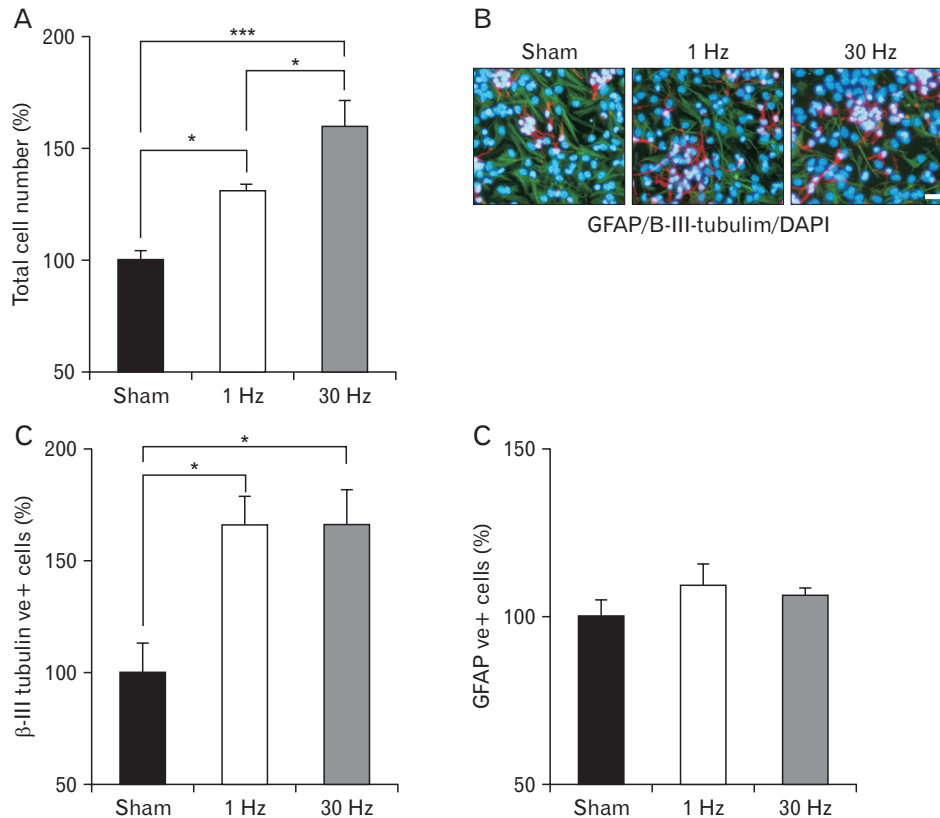 A
Total cell number (%)
200
150
100
50
***
*
*
Sham 1 Hz 30 Hz
B
Sham 1 Hz 30 Hz
GFAP/B-III-tubulim/DAPI
C
β-III tubulin ve+ cells (%)
200
150
100
50
*
*
Sham 1 Hz 30 Hz
C
GFAP ve+ cells (%)
150
100
50
Sham 1 Hz 30 Hz